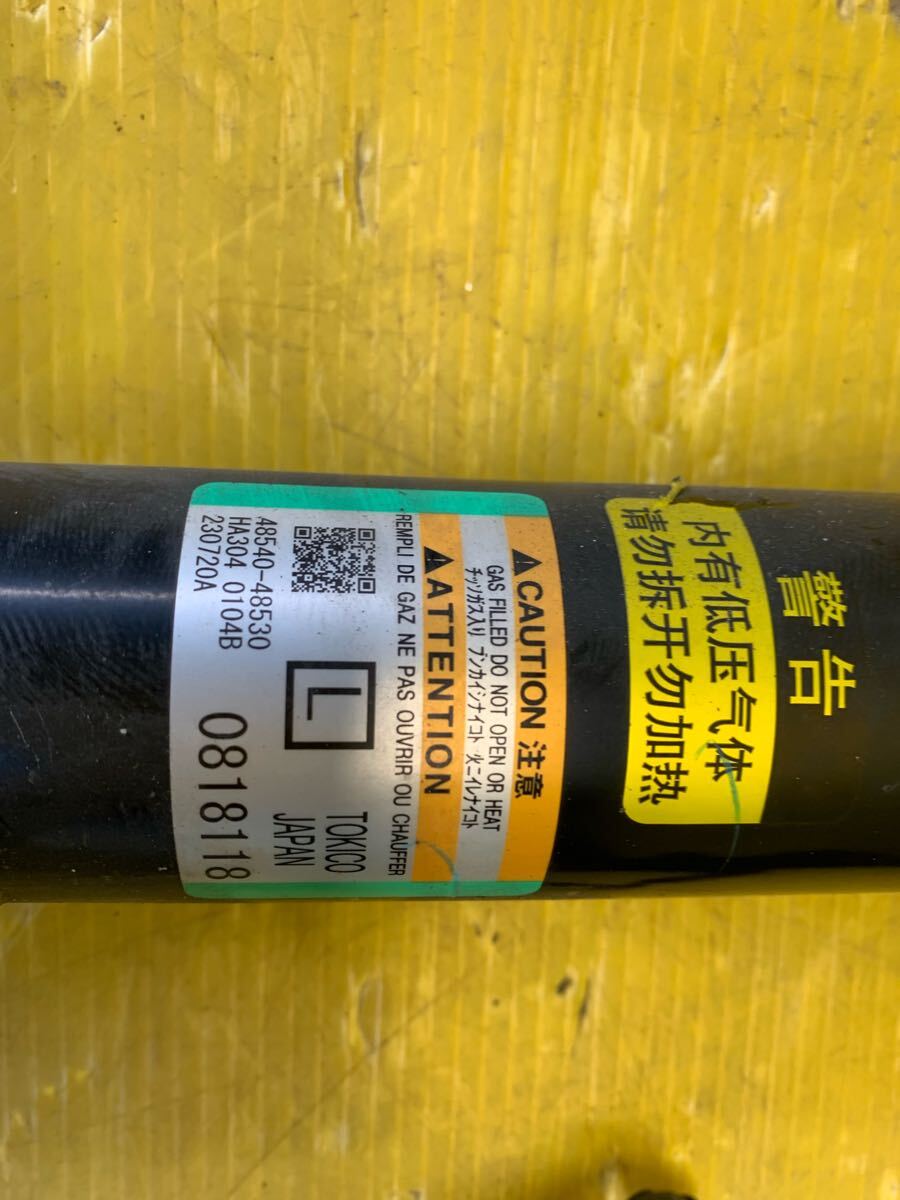 警告
内有低压气体
请勿拆开勿加热
CAUTION 注意
GAS FILLED DO NOT OPEN OR HEAT
チッソガス入リ ブンカイシナイコト 火ニイレナイコト
ATTENTION
REMPLI DE GAZ NE PAS OUVRIR OU CHAUFFER
L
TOKICO
JAPAN
48540-48530
HA304 0104B
230720A
0818118